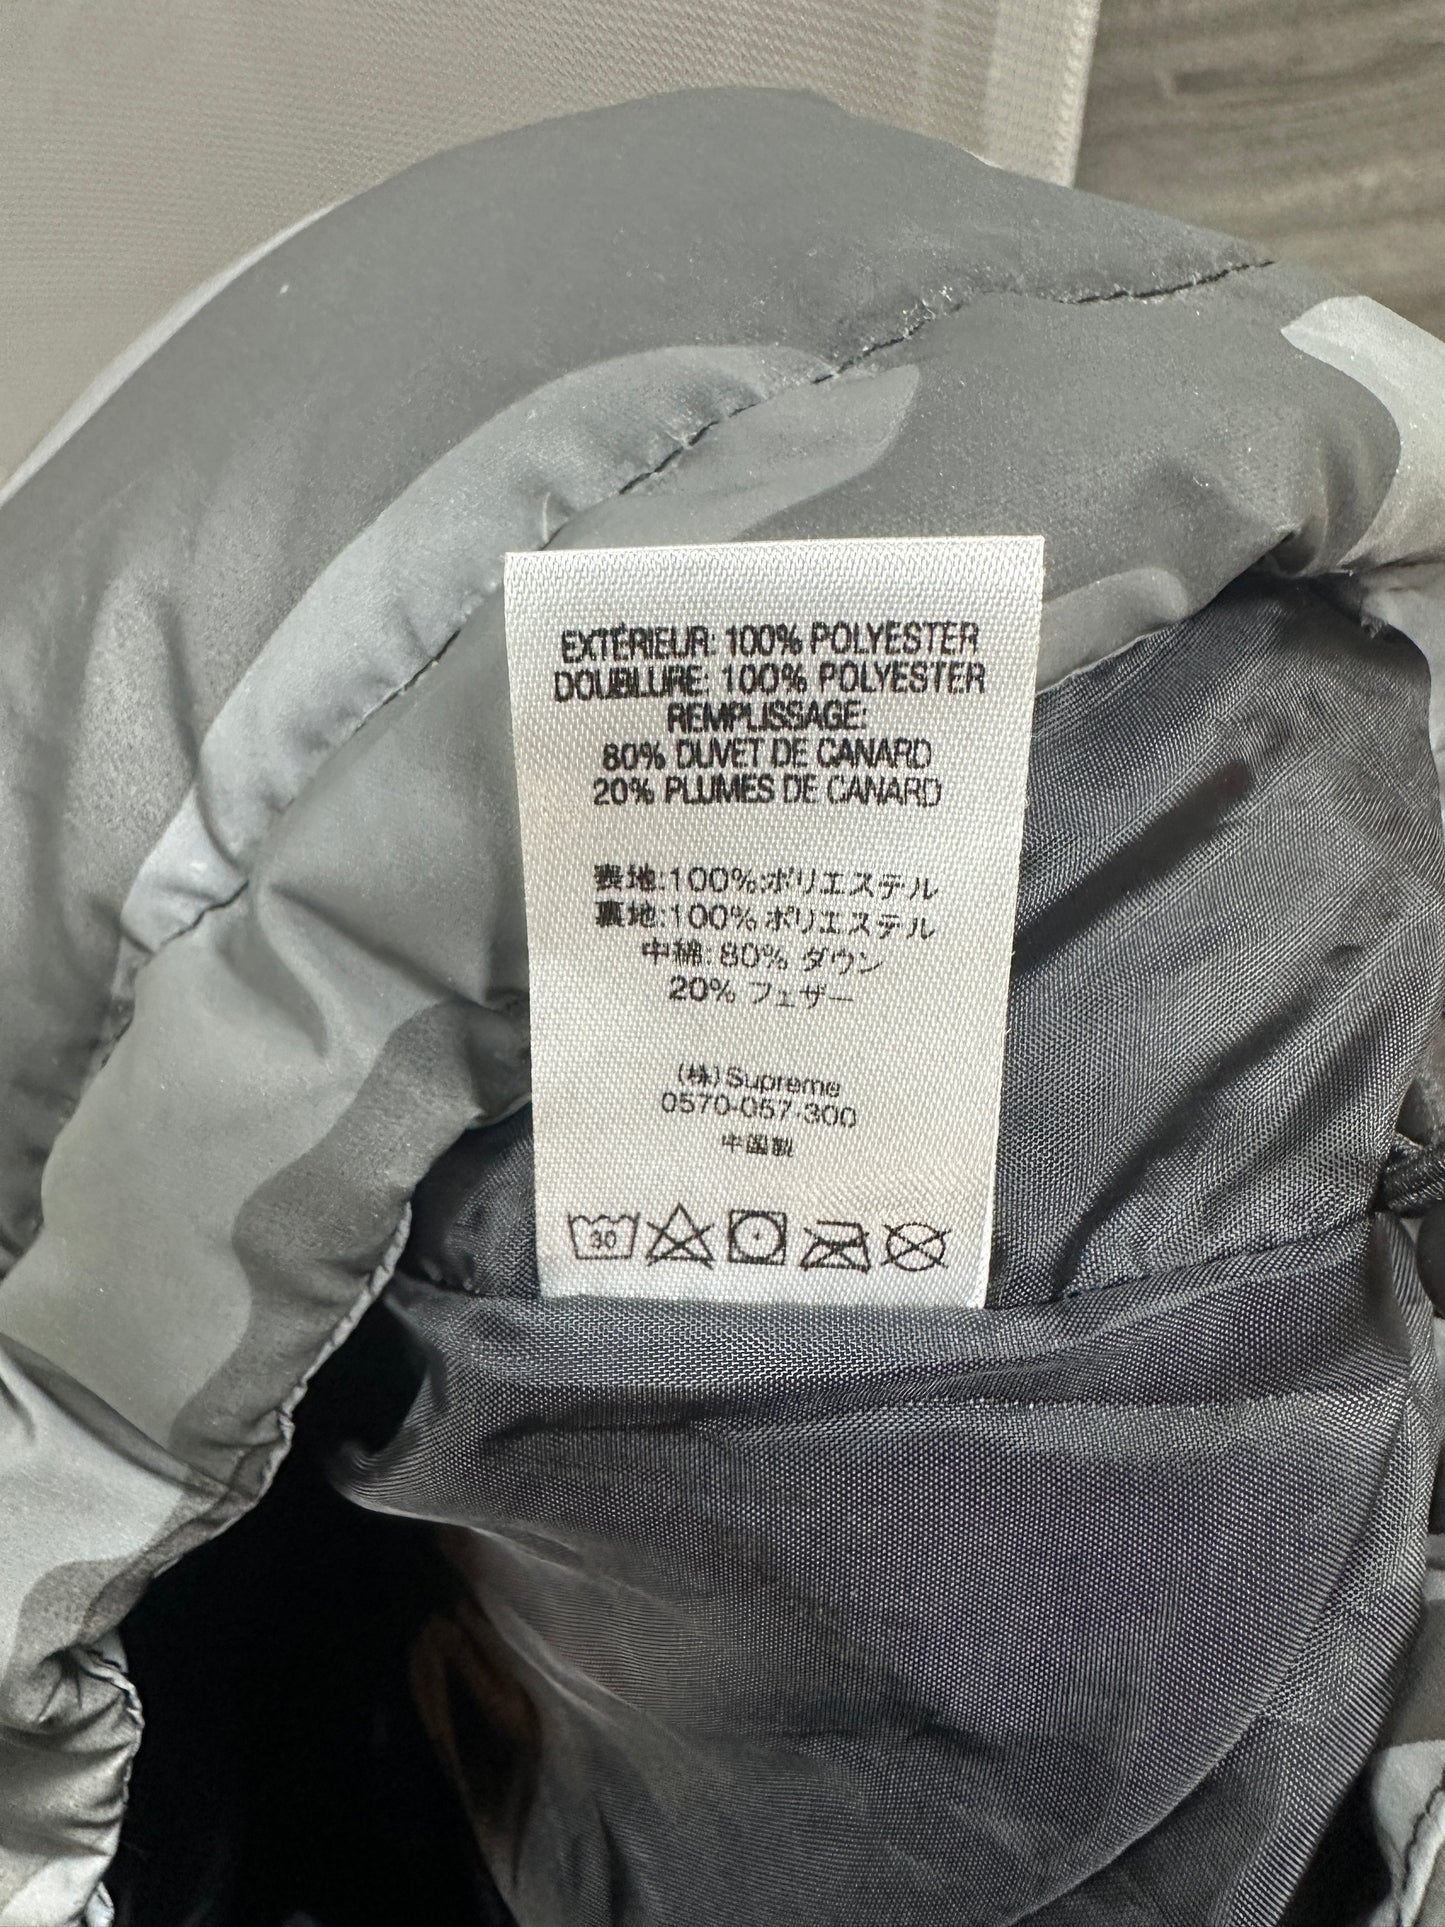 EXTÉRIEUR: 100% POLYESTER
DOUBLURE: 100% POLYESTER
REMPLISSAGE:
80% DUVET DE CANARD
20% PLUMES DE CANARD
表地:100%ポリエステル
裏地:100%ポリエステル
中綿:80% ダウン
20% フェザー
(株)Supreme
0570-057-300
中国製
30